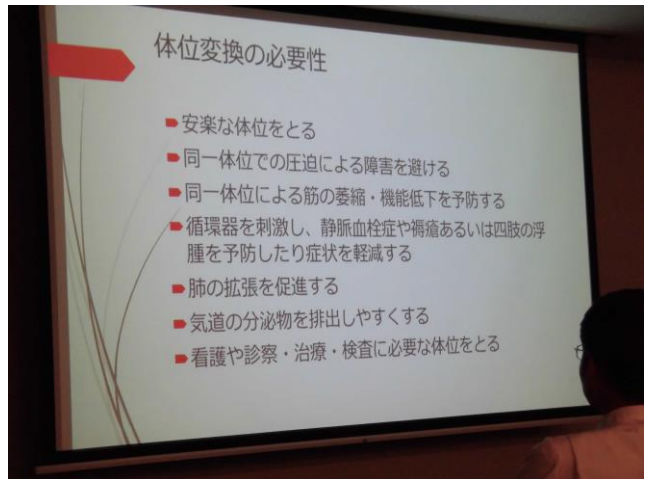 体位変換の必要性
安楽な体位をとる
同一体位での圧迫による障害を避ける
同一体位による筋の萎縮・機能低下を予防する
循環器を刺激し、静脈血栓症や褥瘡あるいは四肢の浮
腫を予防したり症状を軽減する
肺の拡張を促進する
気道の分泌物を排出しやすくする
看護や診察・治療・検査に必要な体位をとる